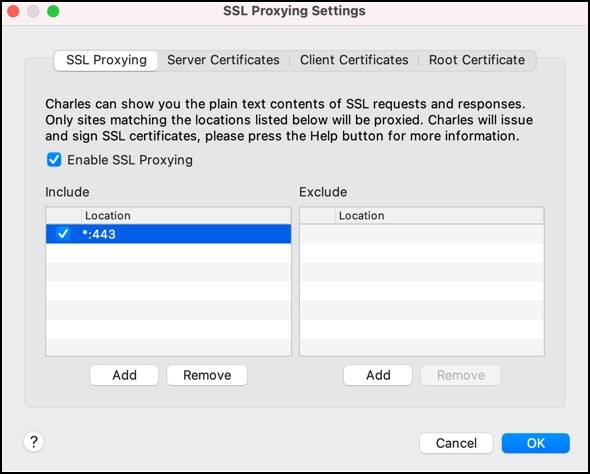 SSL Proxying Settings
SSL Proxying Server Certificates Client Certificates Root Certificate
Charles can show you the plain text contents of SSL requests and responses.
Only sites matching the locations listed below will be proxied. Charles will issue
and sign SSL certificates, please press the Help button for more information.
Enable SSL Proxying
Include Exclude
Location Location
*:443
Add Remove Add Remove
? Cancel OK